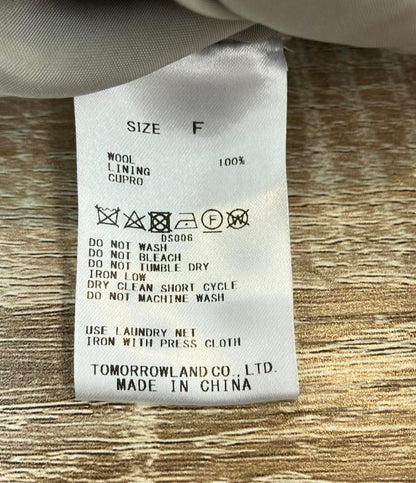 SIZE F
WOOL 100%
LINING
CUPRO
DS006
DO NOT WASH
DO NOT BLEACH
DO NOT TUMBLE DRY
IRON LOW
DRY CLEAN SHORT CYCLE
DO NOT MACHINE WASH
USE LAUNDRY NET
IRON WITH PRESS CLOTH
TOMORROWLAND CO., LTD.
MADE IN CHINA